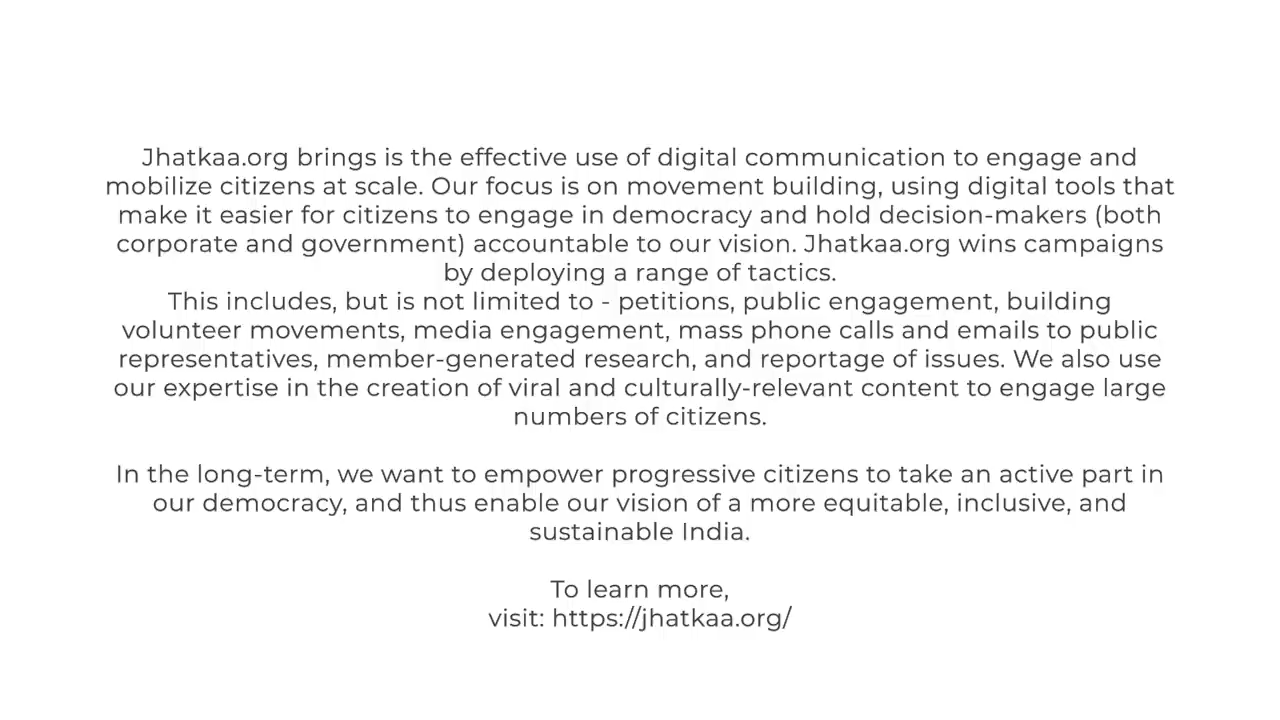 Jhatkaa.org brings is the effective use of digital communication to engage and
mobilize citizens at scale. Our focus is on movement building, using digital tools that
make it easier for citizens to engage in democracy and hold decision-makers (both
corporate and government) accountable to our vision. Jhatkaa.org wins campaigns
by deploying a range of tactics.
This includes, but is not limited to - petitions, public engagement, building
volunteer movements, media engagement, mass phone calls and emails to public
representatives, member-generated research, and reportage of issues. We also use
our expertise in the creation of viral and culturally-relevant content to engage large
numbers of citizens.
In the long-term, we want to empower progressive citizens to take an active part in
our democracy, and thus enable our vision of a more equitable, inclusive, and
sustainable India.
To learn more,
visit: https://jhatkaa.org/